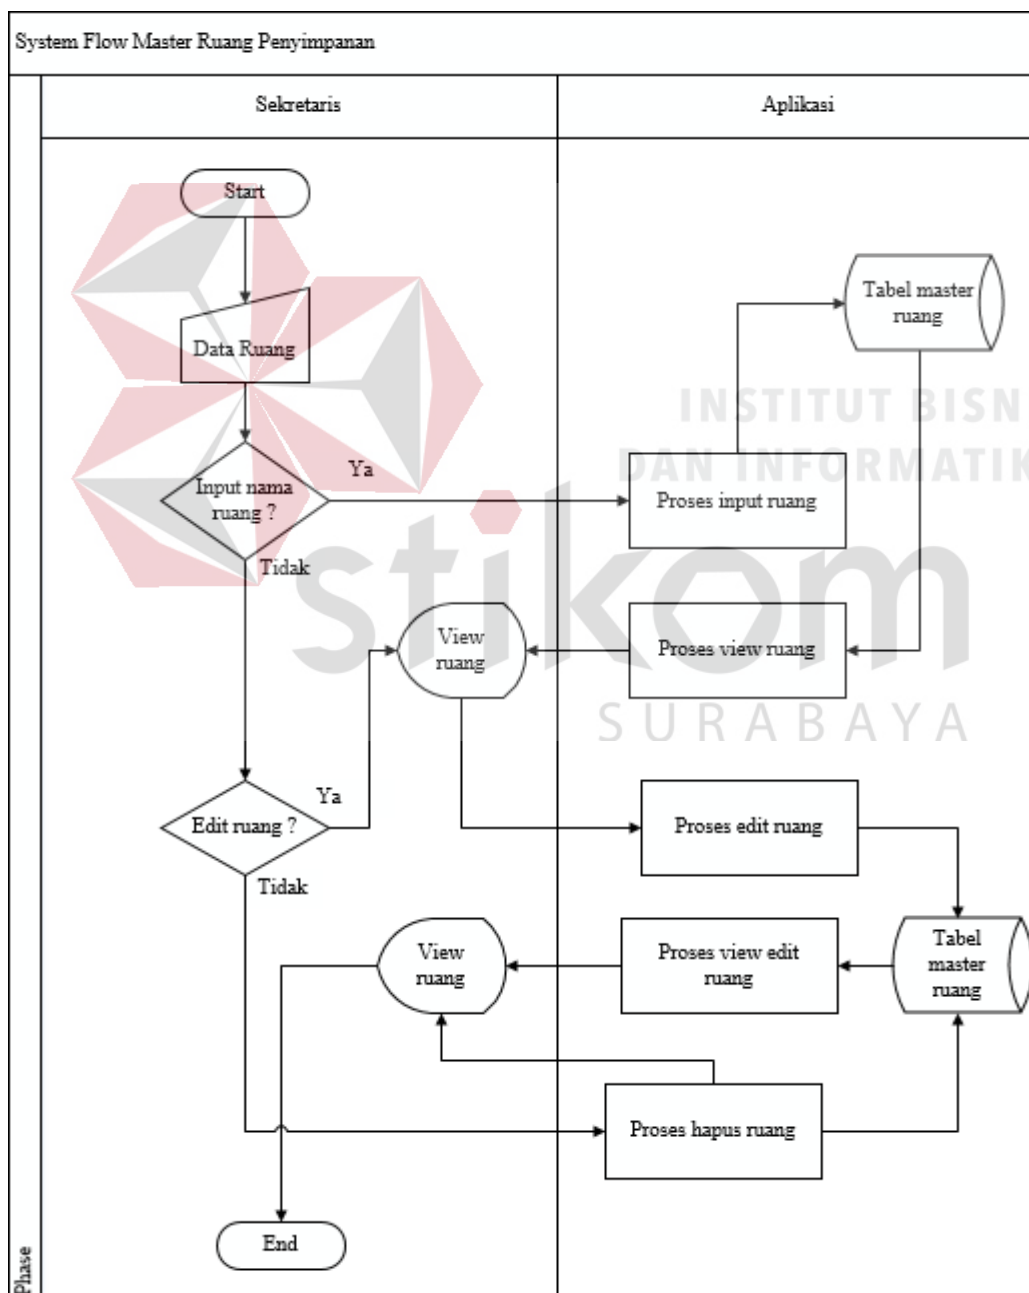 System Flow Master Ruang Penyimpanan
Sekretaris
Aplikasi
Start
Tabel master
ruang
Data Ruang
INSTITUT BISN
DAN INFORMATIK
Ya
Input nama
ruang ?
Proses input ruang
Tidak
stikom
View
ruang
Proses view ruang
SURABAYA
Ya
Edit ruang ?
Proses edit ruang
Tidak
View
ruang
Proses view edit
ruang
Tabel
master
ruang
Proses hapus ruang
End
Phase